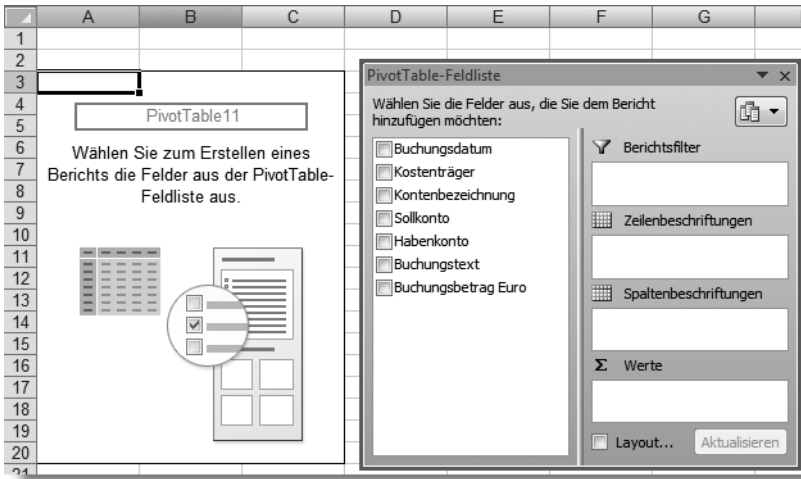 A B C D E F G
1
2
3
4
5
6
7
8
9
10
11
12
13
14
15
16
17
18
19
20
21
PivotTable11
Wählen Sie zum Erstellen eines
Berichts die Felder aus der PivotTable-
Feldliste aus.
PivotTable-Feldliste
Wählen Sie die Felder aus, die Sie dem Bericht
hinzufügen möchten:
Buchungsdatum
Kostenträger
Kontenbezeichnung
Sollkonto
Habenkonto
Buchungstext
Buchungsbetrag Euro
Berichtsfilter
Zeilenbeschriftungen
Spaltenbeschriftungen
Σ Werte
Layout...
Aktualisieren